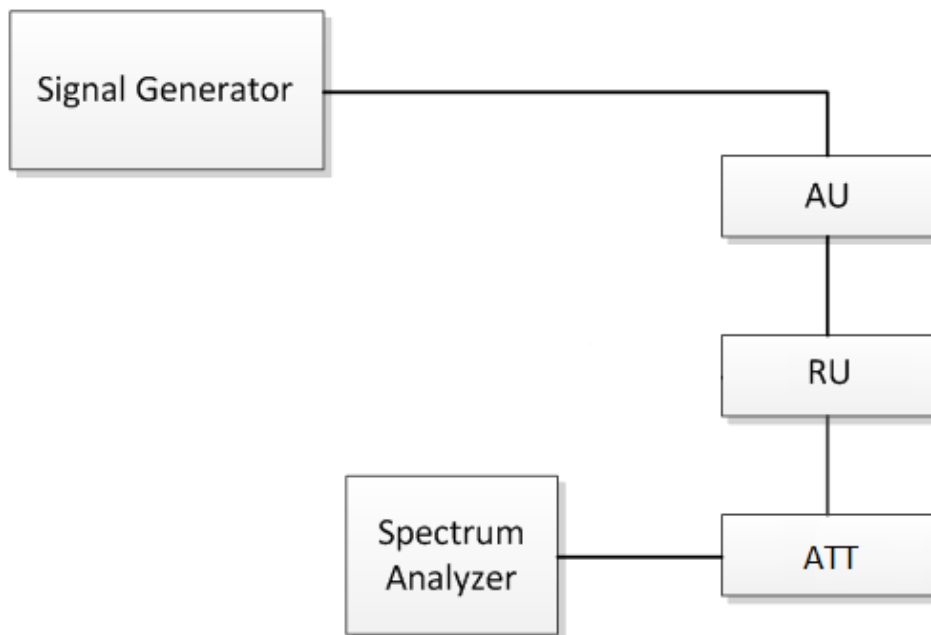 Signal Generator
AU
RU
Spectrum
Analyzer
ATT